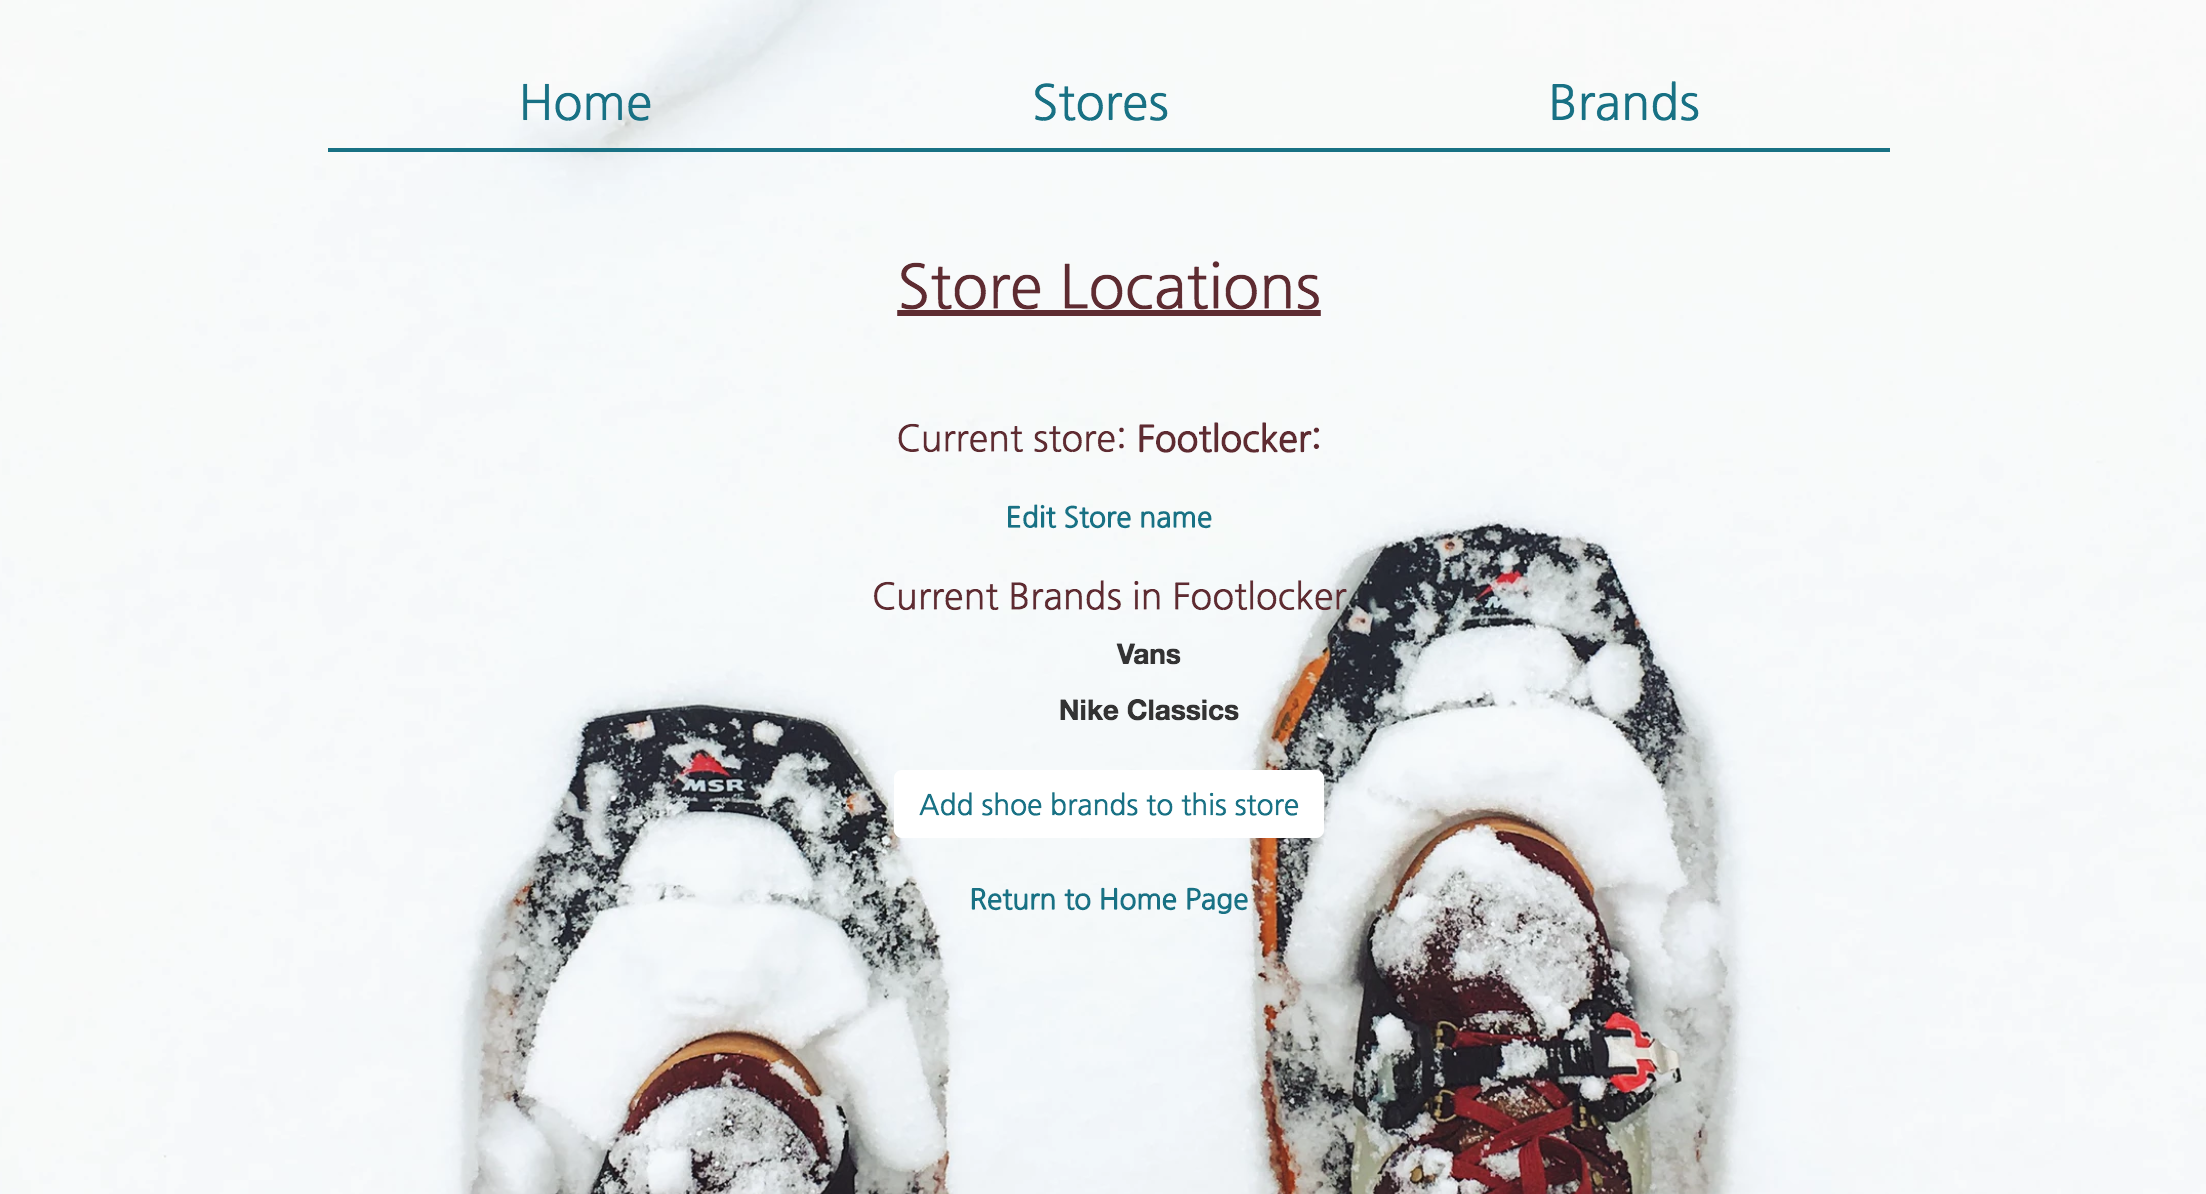 Home Stores Brands
Store Locations
Current store: Footlocker:
Edit Store name
Current Brands in Footlocker
Vans
Nike Classics
MSR
Add shoe brands to this store
Return to Home Page